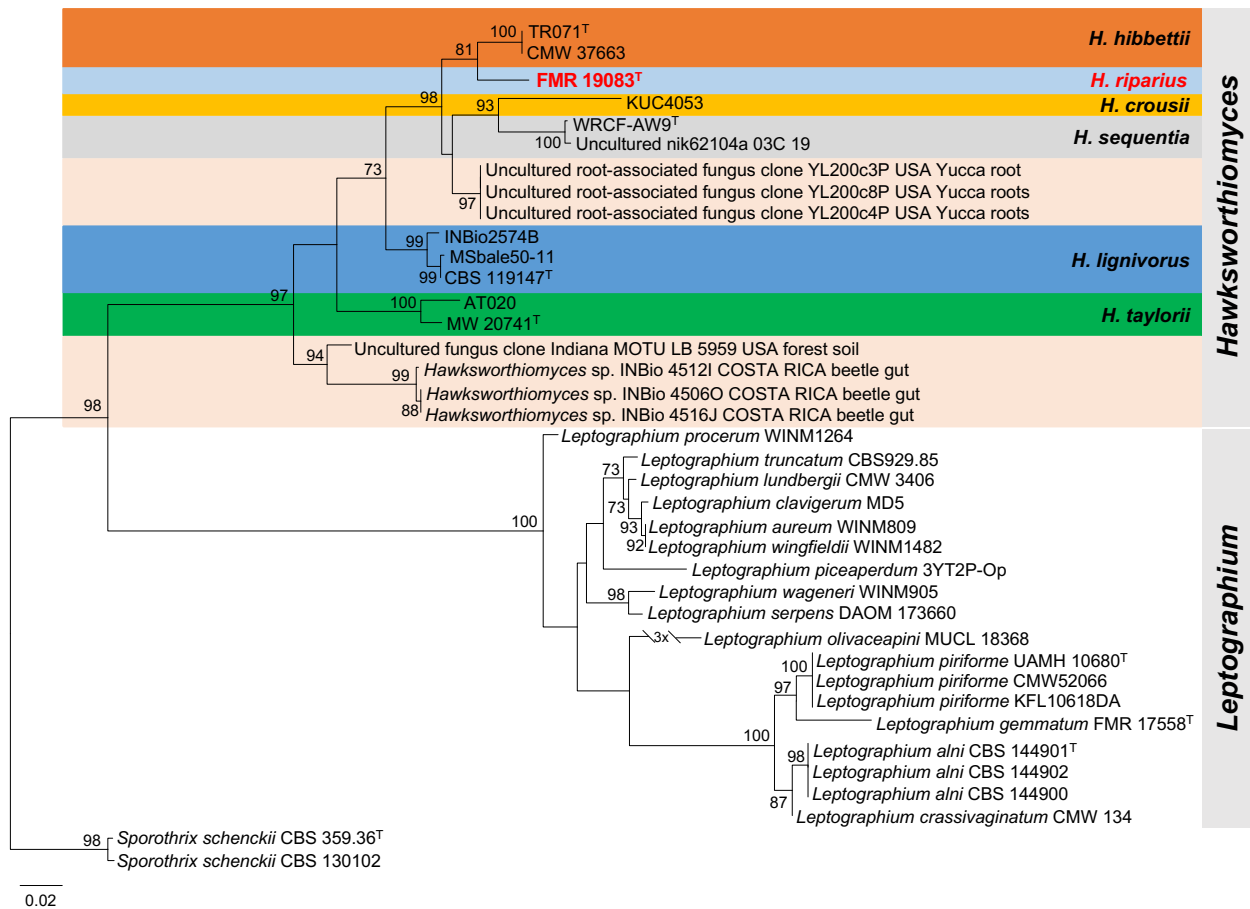 100
TR071ᵀ
CMW 37663
H. hibbettii
81
FMR 19083ᵀ
H. riparius
98
93
KUC4053
H. crousii
WRCF-AW9ᵀ
100
Uncultured nik62104a 03C 19
H. sequentia
73
Uncultured root-associated fungus clone YL200c3P USA Yucca root
Uncultured root-associated fungus clone YL200c8P USA Yucca roots
97
Uncultured root-associated fungus clone YL200c4P USA Yucca roots
99
INBio2574B
MSbale50-11
99
CBS 119147ᵀ
H. lignivorus
97
100
AT020
MW 20741ᵀ
H. taylorii
94
Uncultured fungus clone Indiana MOTU LB 5959 USA forest soil
99
Hawksworthiomyces sp. INBio 4512I COSTA RICA beetle gut
Hawksworthiomyces sp. INBio 4506O COSTA RICA beetle gut
88
Hawksworthiomyces sp. INBio 4516J COSTA RICA beetle gut
Hawksworthiomyces
98
Leptographium procerum WINM1264
73
Leptographium truncatum CBS929.85
Leptographium lundbergii CMW 3406
73
Leptographium clavigerum MD5
93
Leptographium aureum WINM809
92
Leptographium wingfieldii WINM1482
100
Leptographium piceaperdum 3YT2P-Op
98
Leptographium wageneri WINM905
Leptographium serpens DAOM 173660
3x
Leptographium olivaceapini MUCL 18368
100
Leptographium piriforme UAMH 10680ᵀ
Leptographium piriforme CMW52066
97
Leptographium piriforme KFL10618DA
Leptographium gemmatum FMR 17558ᵀ
100
98
Leptographium alni CBS 144901ᵀ
Leptographium alni CBS 144902
Leptographium alni CBS 144900
87
Leptographium crassivaginatum CMW 134
Leptographium
98
Sporothrix schenckii CBS 359.36ᵀ
Sporothrix schenckii CBS 130102
0.02